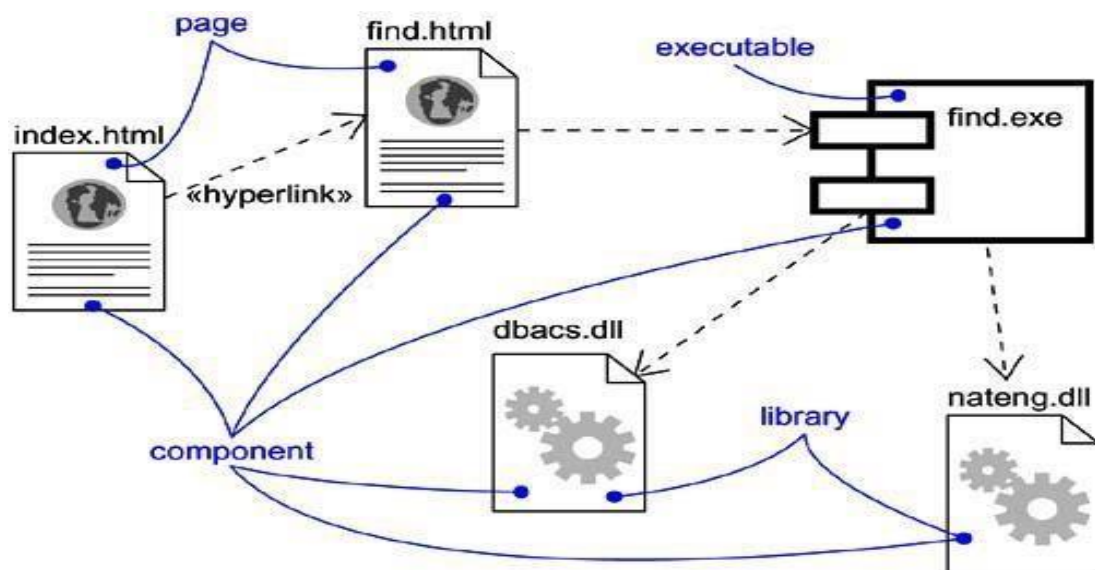 page
find.html
executable
index.html
find.exe
«hyperlink»
dbacs.dll
nateng.dll
library
component